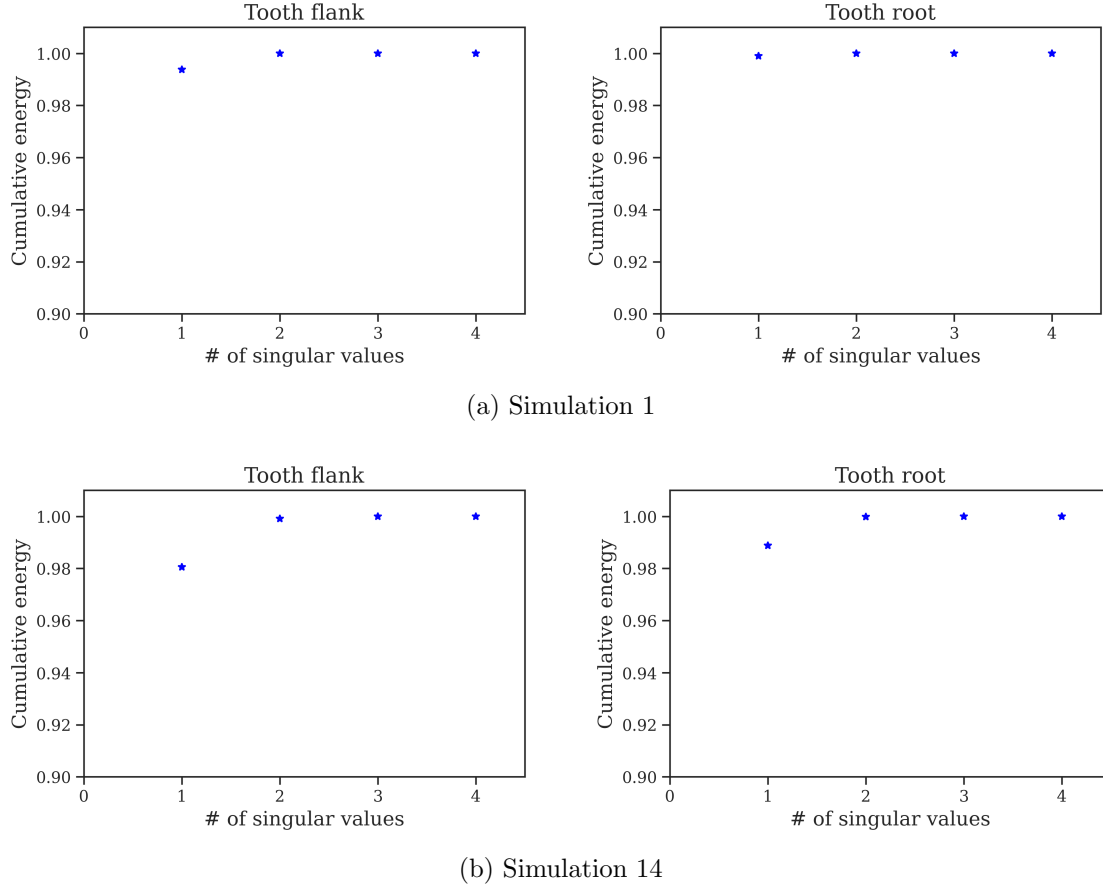 Tooth flank
Cumulative energy
1.00
0.98
0.96
0.94
0.92
0.90
0 1 2 3 4
# of singular values
Tooth root
Cumulative energy
1.00
0.98
0.96
0.94
0.92
0.90
0 1 2 3 4
# of singular values
(a) Simulation 1
Tooth flank
Cumulative energy
1.00
0.98
0.96
0.94
0.92
0.90
0 1 2 3 4
# of singular values
Tooth root
Cumulative energy
1.00
0.98
0.96
0.94
0.92
0.90
0 1 2 3 4
# of singular values
(b) Simulation 14